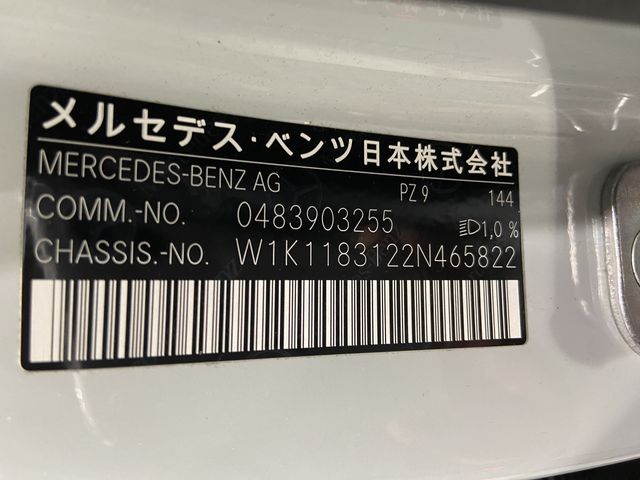 メルセデス・ベンツ日本株式会社
MERCEDES-BENZ AG PZ 9 144
COMM.-NO. 0483903255 1,0 %
CHASSIS.-NO. W1K1183122N465822